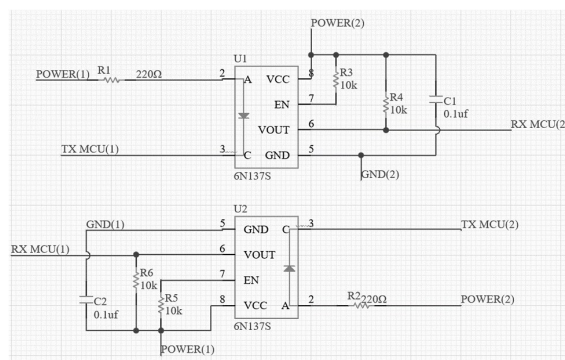 POWER(2)
U1
POWER(1) R1 220Ω 2 A VCC 8
R3
10k
EN 7
R4
10k
C1
0.1uf
VOUT 6 RX MCU(2
TX MCU(1) 3 C GND 5
6N137S
GND(2)
U2
GND(1) 5 GND C 3 TX MCU(2)
RX MCU(1) 6 VOUT
R6
10k
7 EN
C2
0.1uf
R5
10k
8 VCC A 2 R2 220Ω POWER(2)
6N137S
POWER(1)